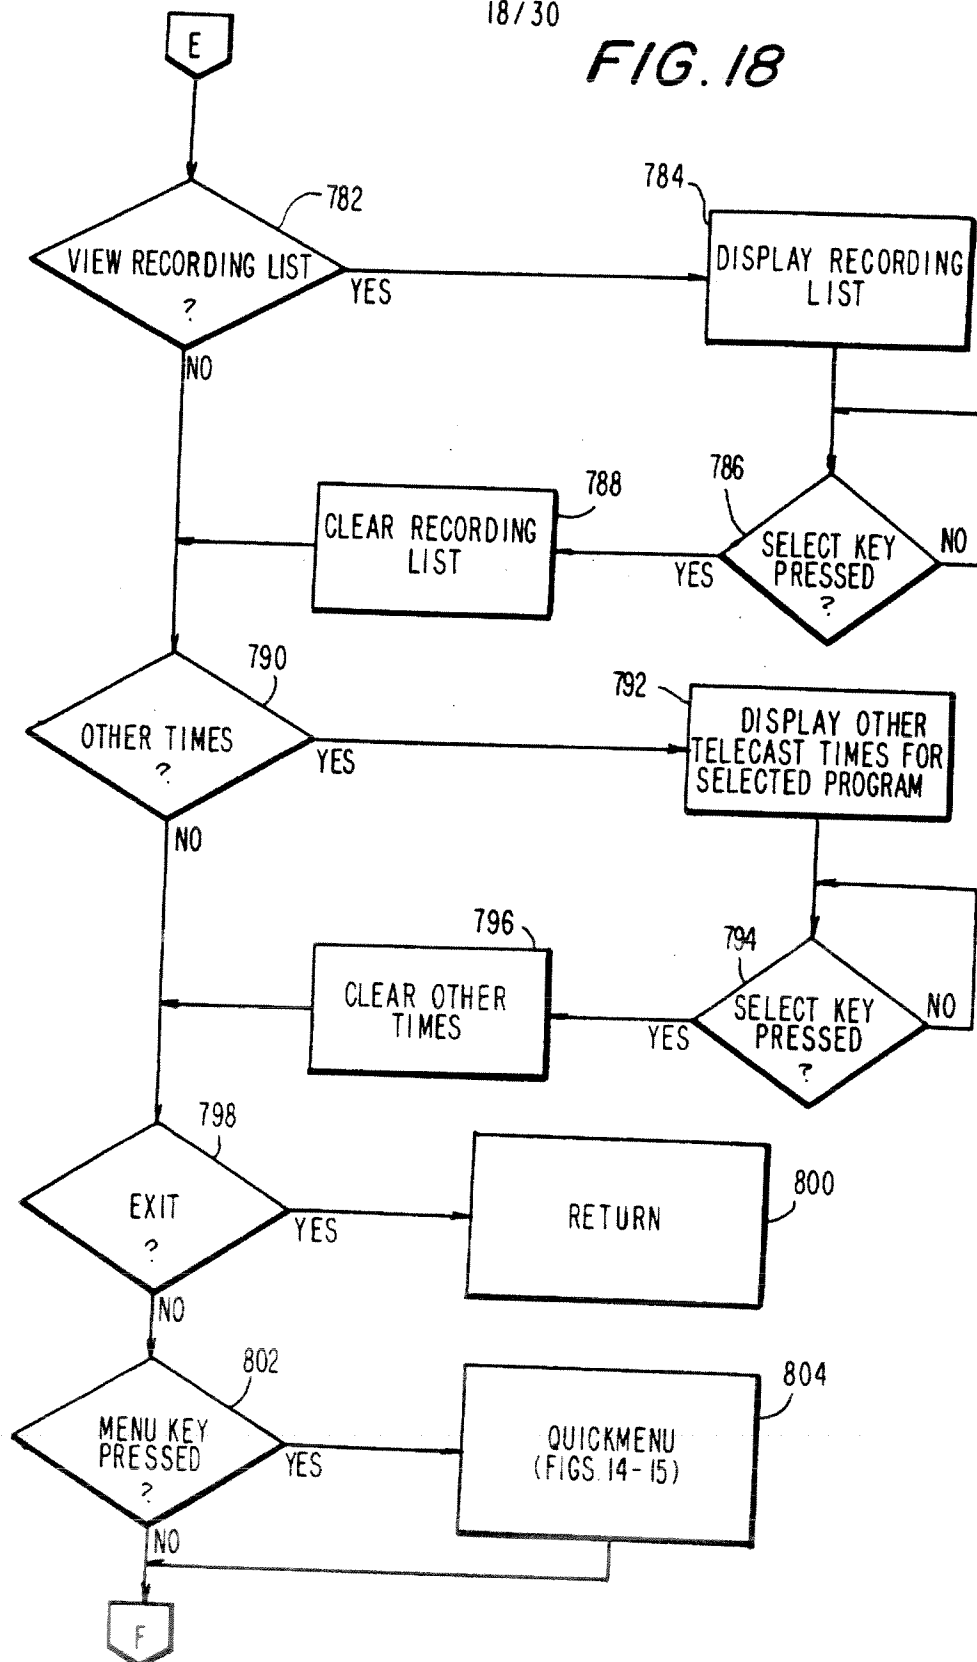 18/30
FIG. 18
E
782
VIEW RECORDING LIST
?
YES
NO
784
DISPLAY RECORDING
LIST
786
SELECT KEY
PRESSED
?
NO
YES
788
CLEAR RECORDING
LIST
790
OTHER TIMES
?
YES
NO
792
DISPLAY OTHER
TELECAST TIMES FOR
SELECTED PROGRAM
794
SELECT KEY
PRESSED
?
NO
YES
796
CLEAR OTHER
TIMES
798
EXIT
?
YES
NO
800
RETURN
802
MENU KEY
PRESSED
?
YES
NO
804
QUICKMENU
(FIGS. 14-15)
F